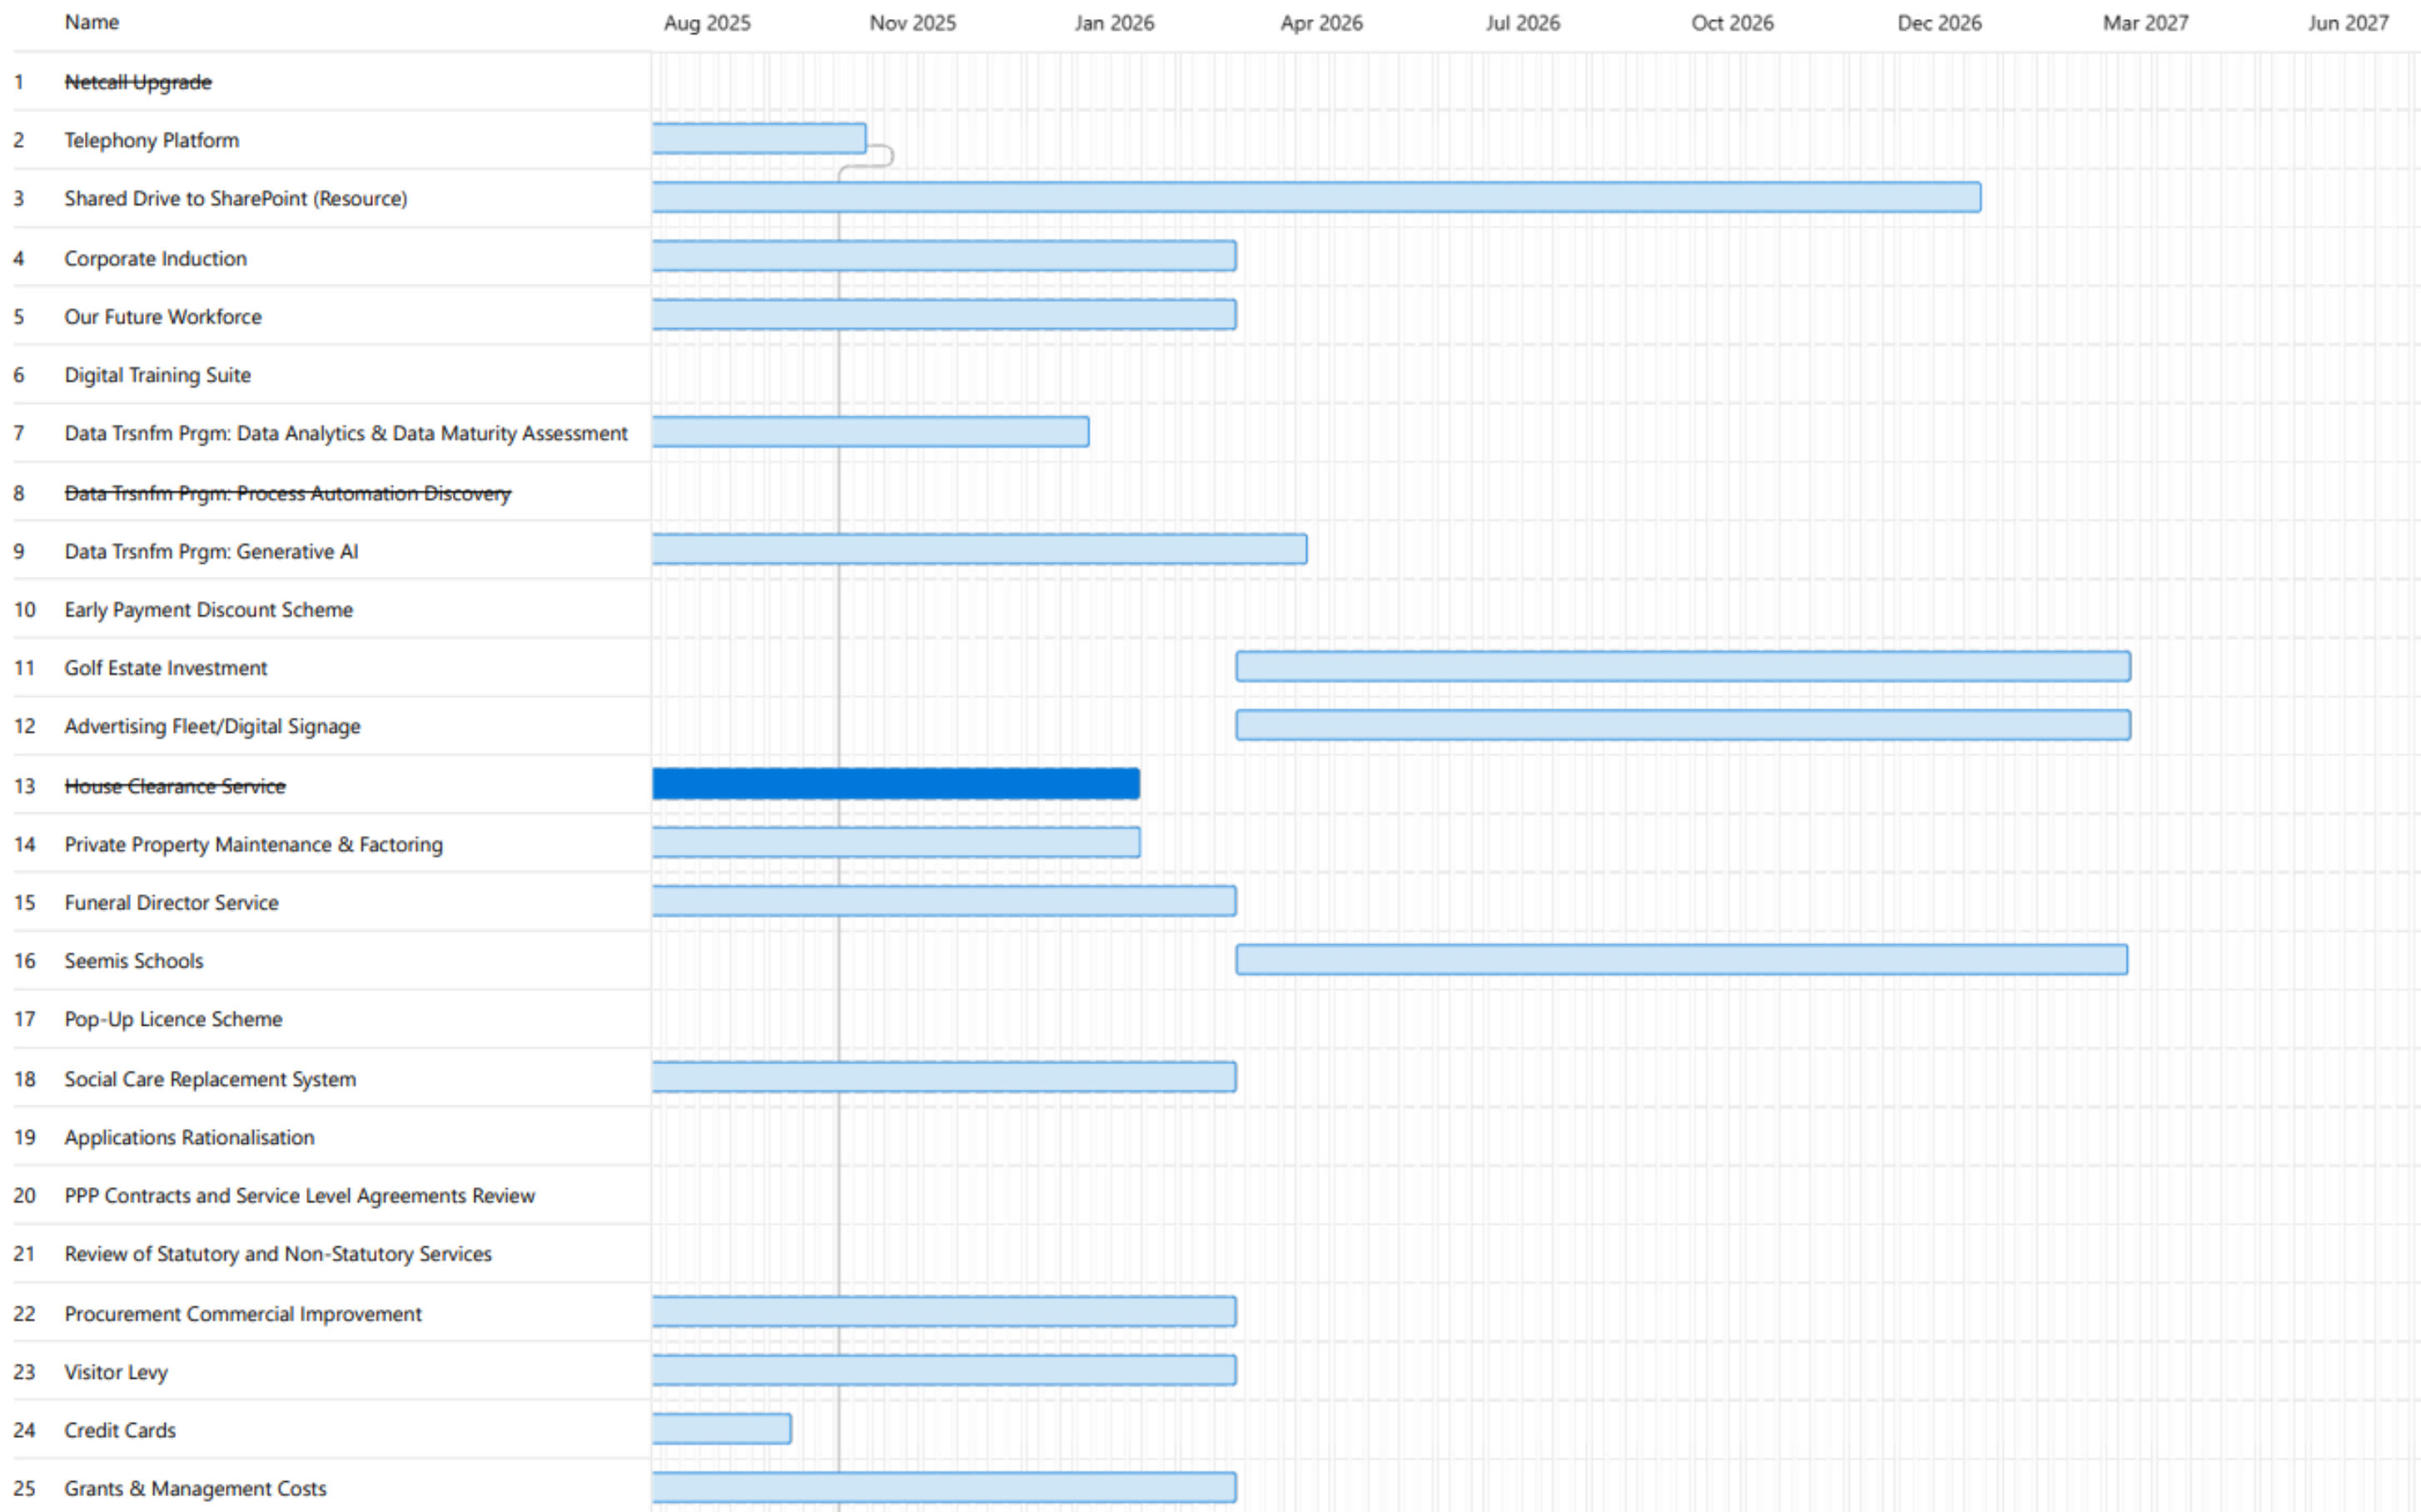 Name Aug 2025 Nov 2025 Jan 2026 Apr 2026 Jul 2026 Oct 2026 Dec 2026 Mar 2027 Jun 2027
1 Netcall Upgrade
2 Telephony Platform
3 Shared Drive to SharePoint (Resource)
4 Corporate Induction
5 Our Future Workforce
6 Digital Training Suite
7 Data Trsnfm Prgm: Data Analytics & Data Maturity Assessment
8 Data Trsnfm Prgm: Process Automation Discovery
9 Data Trsnfm Prgm: Generative AI
10 Early Payment Discount Scheme
11 Golf Estate Investment
12 Advertising Fleet/Digital Signage
13 House Clearance Service
14 Private Property Maintenance & Factoring
15 Funeral Director Service
16 Seemis Schools
17 Pop-Up Licence Scheme
18 Social Care Replacement System
19 Applications Rationalisation
20 PPP Contracts and Service Level Agreements Review
21 Review of Statutory and Non-Statutory Services
22 Procurement Commercial Improvement
23 Visitor Levy
24 Credit Cards
25 Grants & Management Costs